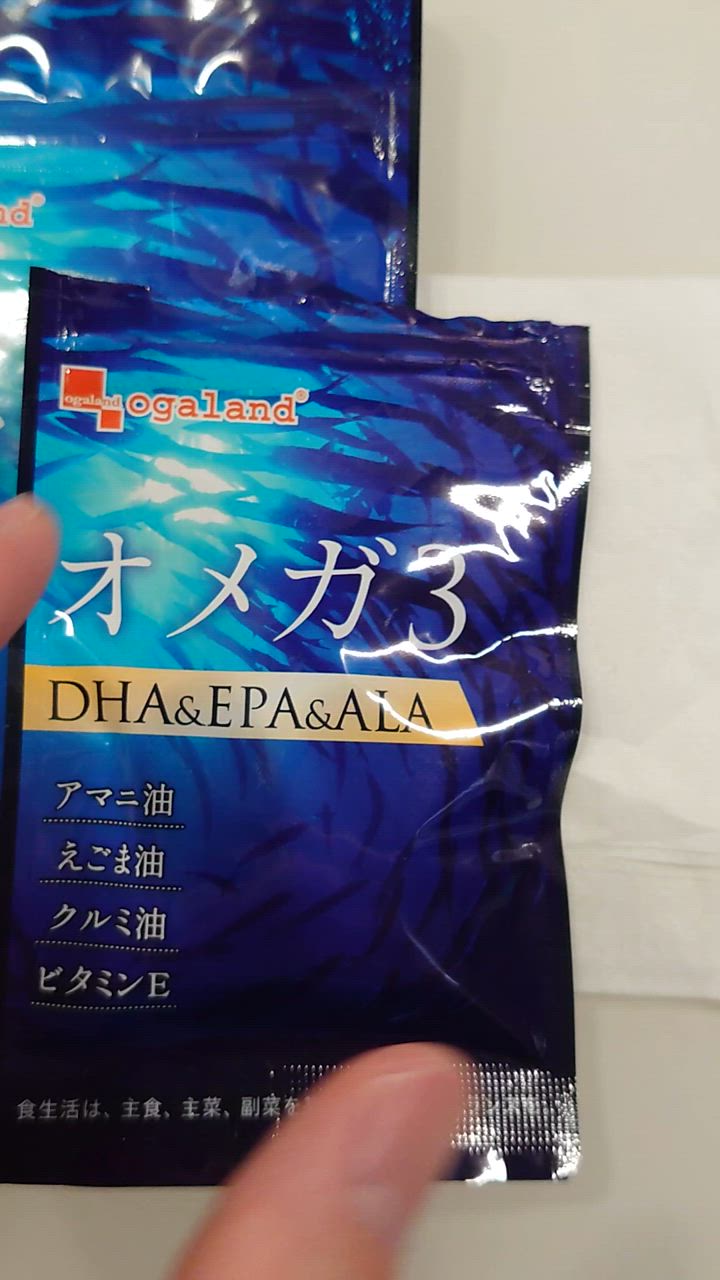 nd®
ogaland ogaland®
オメガ3
DHA&EPA&ALA
アマニ油
えごま油
クルミ油
ビタミンE
食生活は、主食、主菜、副菜を